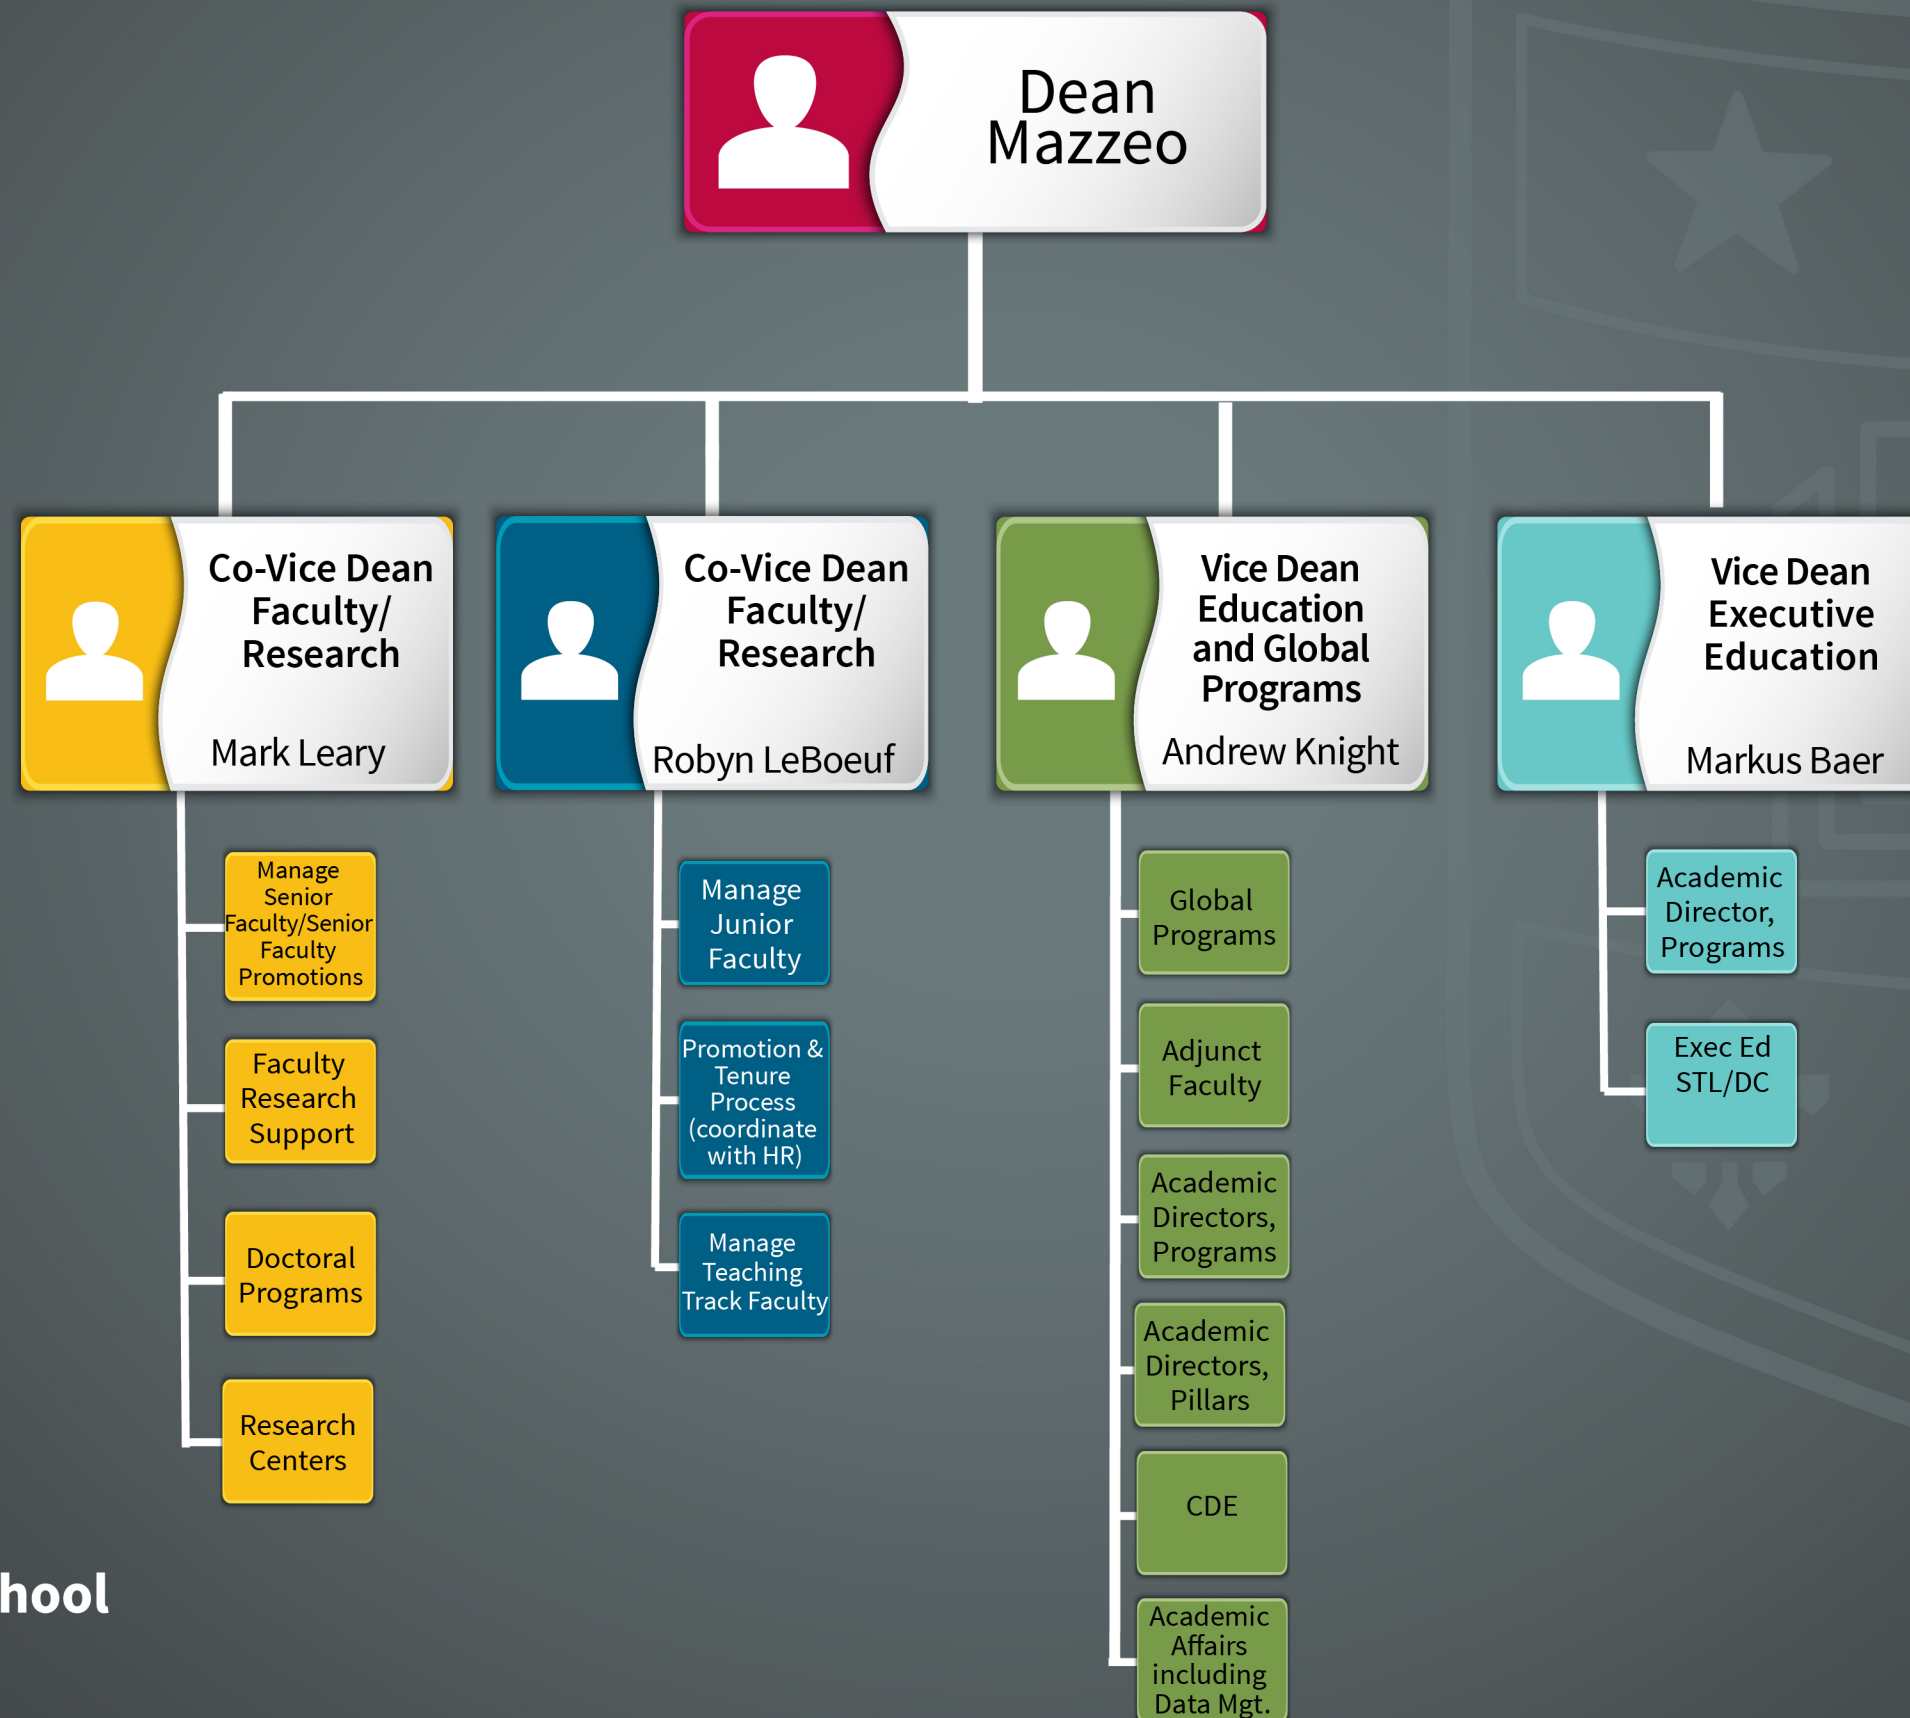 Dean
Mazzeo
Co-Vice Dean
Faculty/
Research
Mark Leary
Co-Vice Dean
Faculty/
Research
Robyn LeBoeuf
Vice Dean
Education
and Global
Programs
Andrew Knight
Vice Dean
Executive
Education
Markus Baer
Manage
Senior
Faculty/Senior
Faculty
Promotions
Faculty
Research
Support
Doctoral
Programs
Research
Centers
Manage
Junior
Faculty
Promotion &
Tenure
Process
(coordinate
with HR)
Manage
Teaching
Track Faculty
Global
Programs
Adjunct
Faculty
Academic
Directors,
Programs
Academic
Directors,
Pillars
CDE
Academic
Affairs
including
Data Mgt.
Academic
Director,
Programs
Exec Ed
STL/DC
hool